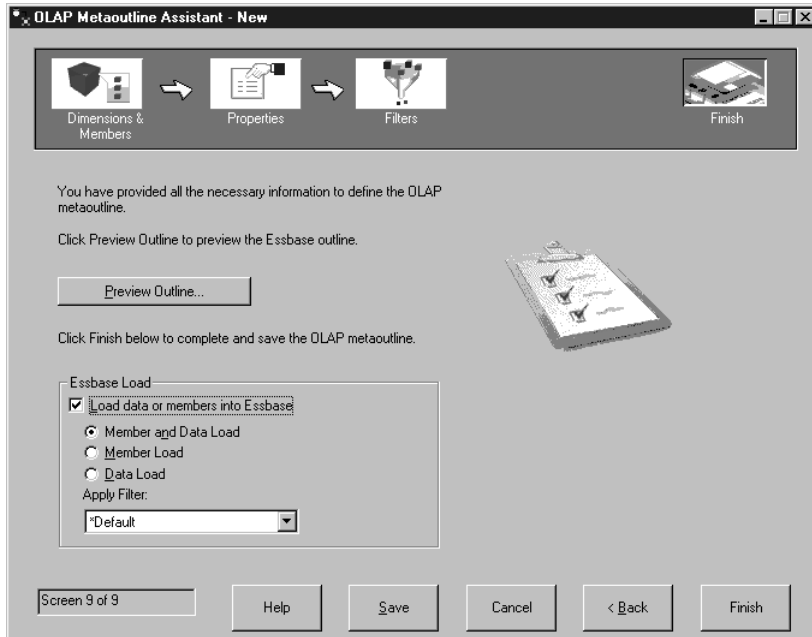 OLAP Metaoutline Assistant - New
Dimensions &
Members
Properties
Filters
Finish
You have provided all the necessary information to define the OLAP
metaoutline.
Click Preview Outline to preview the Essbase outline.
Preview Outline...
Click Finish below to complete and save the OLAP metaoutline.
Essbase Load
Load data or members into Essbase
Member and Data Load
Member Load
Data Load
Apply Filter:
*Default
Screen 9 of 9
Help
Save
Cancel
< Back
Finish